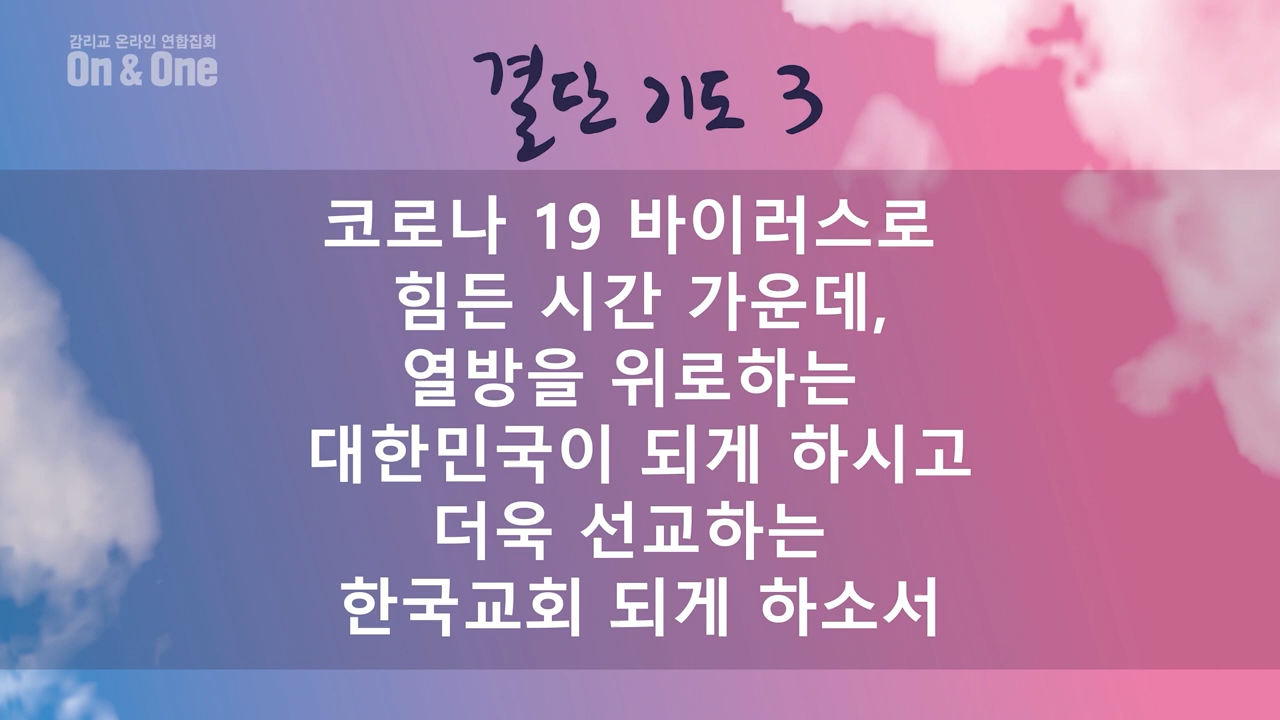 감리교 온라인 연합집회
On & One
결단 기도 3
코로나 19 바이러스로
힘든 시간 가운데,
열방을 위로하는
대한민국이 되게 하시고
더욱 선교하는
한국교회 되게 하소서